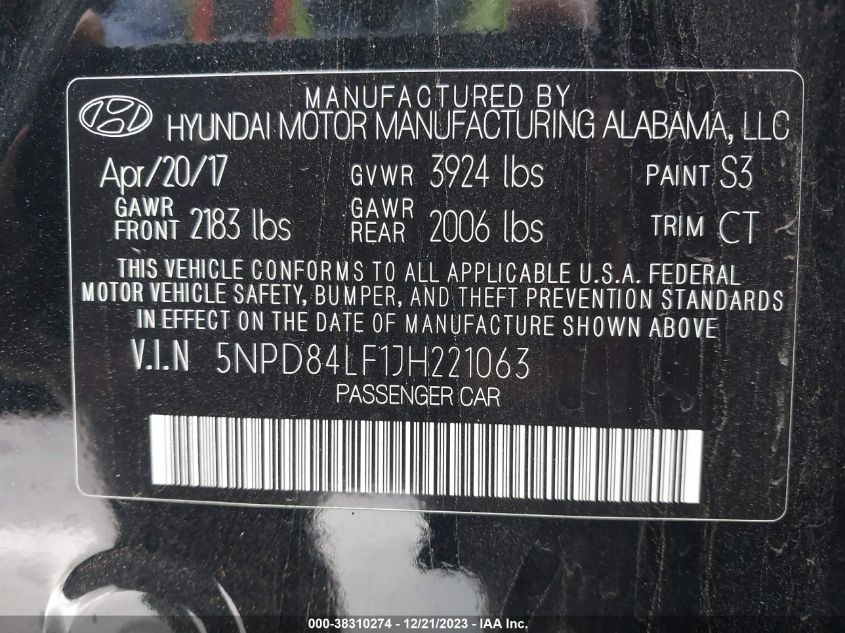 MANUFACTURED BY
HYUNDAI MOTOR MANUFACTURING ALABAMA, LLC
Apr/20/17 GVWR 3924 lbs PAINT S3
GAWR FRONT 2183 lbs GAWR REAR 2006 lbs TRIM CT
THIS VEHICLE CONFORMS TO ALL APPLICABLE U.S.A. FEDERAL
MOTOR VEHICLE SAFETY, BUMPER, AND THEFT PREVENTION STANDARDS
IN EFFECT ON THE DATE OF MANUFACTURE SHOWN ABOVE
V.I.N 5NPD84LF1JH221063
PASSENGER CAR
000-38310274 - 12/21/2023 - IAA Inc.